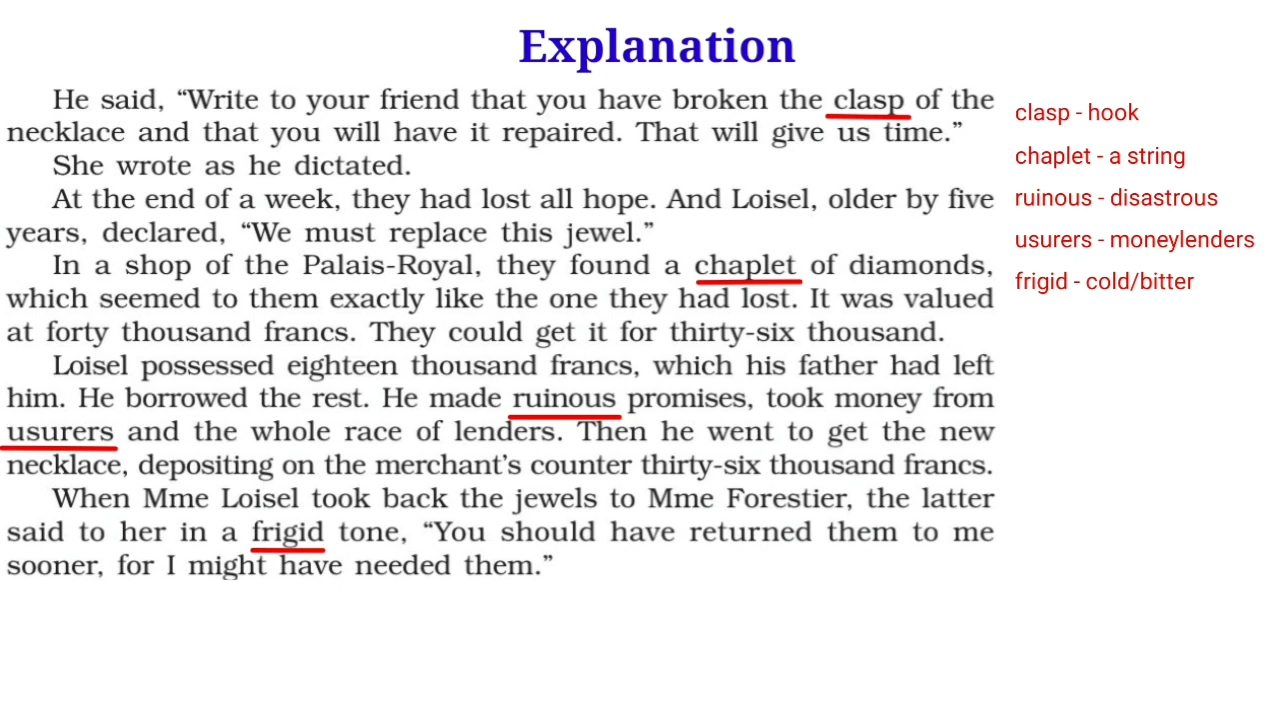 Explanation
He said, “Write to your friend that you have broken the clasp of the
necklace and that you will have it repaired. That will give us time.”
She wrote as he dictated.
At the end of a week, they had lost all hope. And Loisel, older by five
years, declared, “We must replace this jewel.”
In a shop of the Palais-Royal, they found a chaplet of diamonds,
which seemed to them exactly like the one they had lost. It was valued
at forty thousand francs. They could get it for thirty-six thousand.
Loisel possessed eighteen thousand francs, which his father had left
him. He borrowed the rest. He made ruinous promises, took money from
usurers and the whole race of lenders. Then he went to get the new
necklace, depositing on the merchant’s counter thirty-six thousand francs.
When Mme Loisel took back the jewels to Mme Forestier, the latter
said to her in a frigid tone, “You should have returned them to me
sooner, for I might have needed them.”
clasp - hook
chaplet - a string
ruinous - disastrous
usurers - moneylenders
frigid - cold/bitter